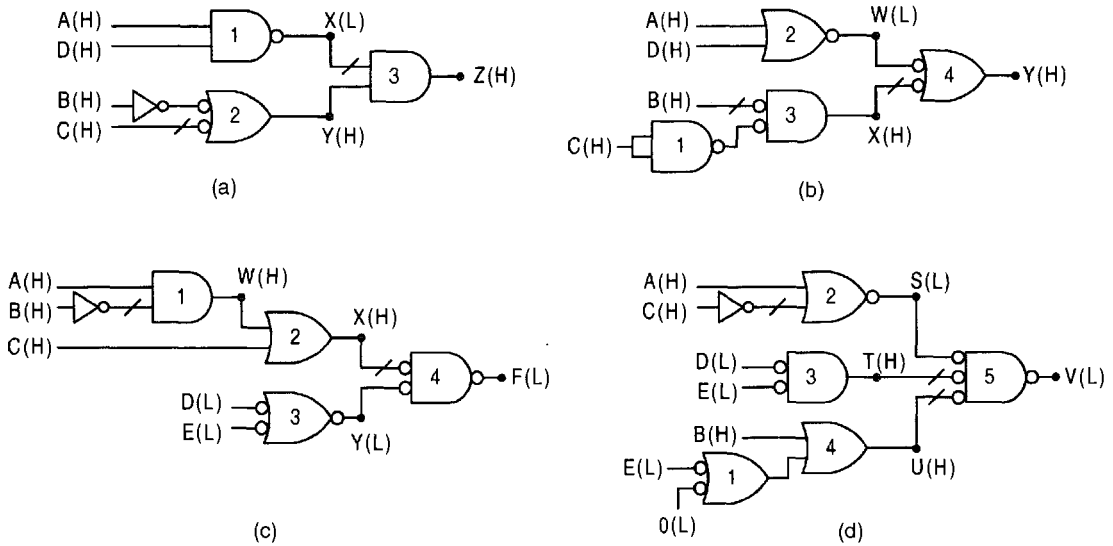 A(H)
D(H)
1
X(L)
3
Z(H)
B(H)
C(H)
2
Y(H)
(a)
A(H)
D(H)
2
W(L)
4
Y(H)
B(H)
3
C(H)
1
X(H)
(b)
A(H)
B(H)
1
W(H)
C(H)
2
X(H)
4
F(L)
D(L)
E(L)
3
Y(L)
(c)
A(H)
C(H)
2
S(L)
D(L)
E(L)
3
T(H)
5
V(L)
B(H)
4
E(L)
1
U(H)
0(L)
(d)